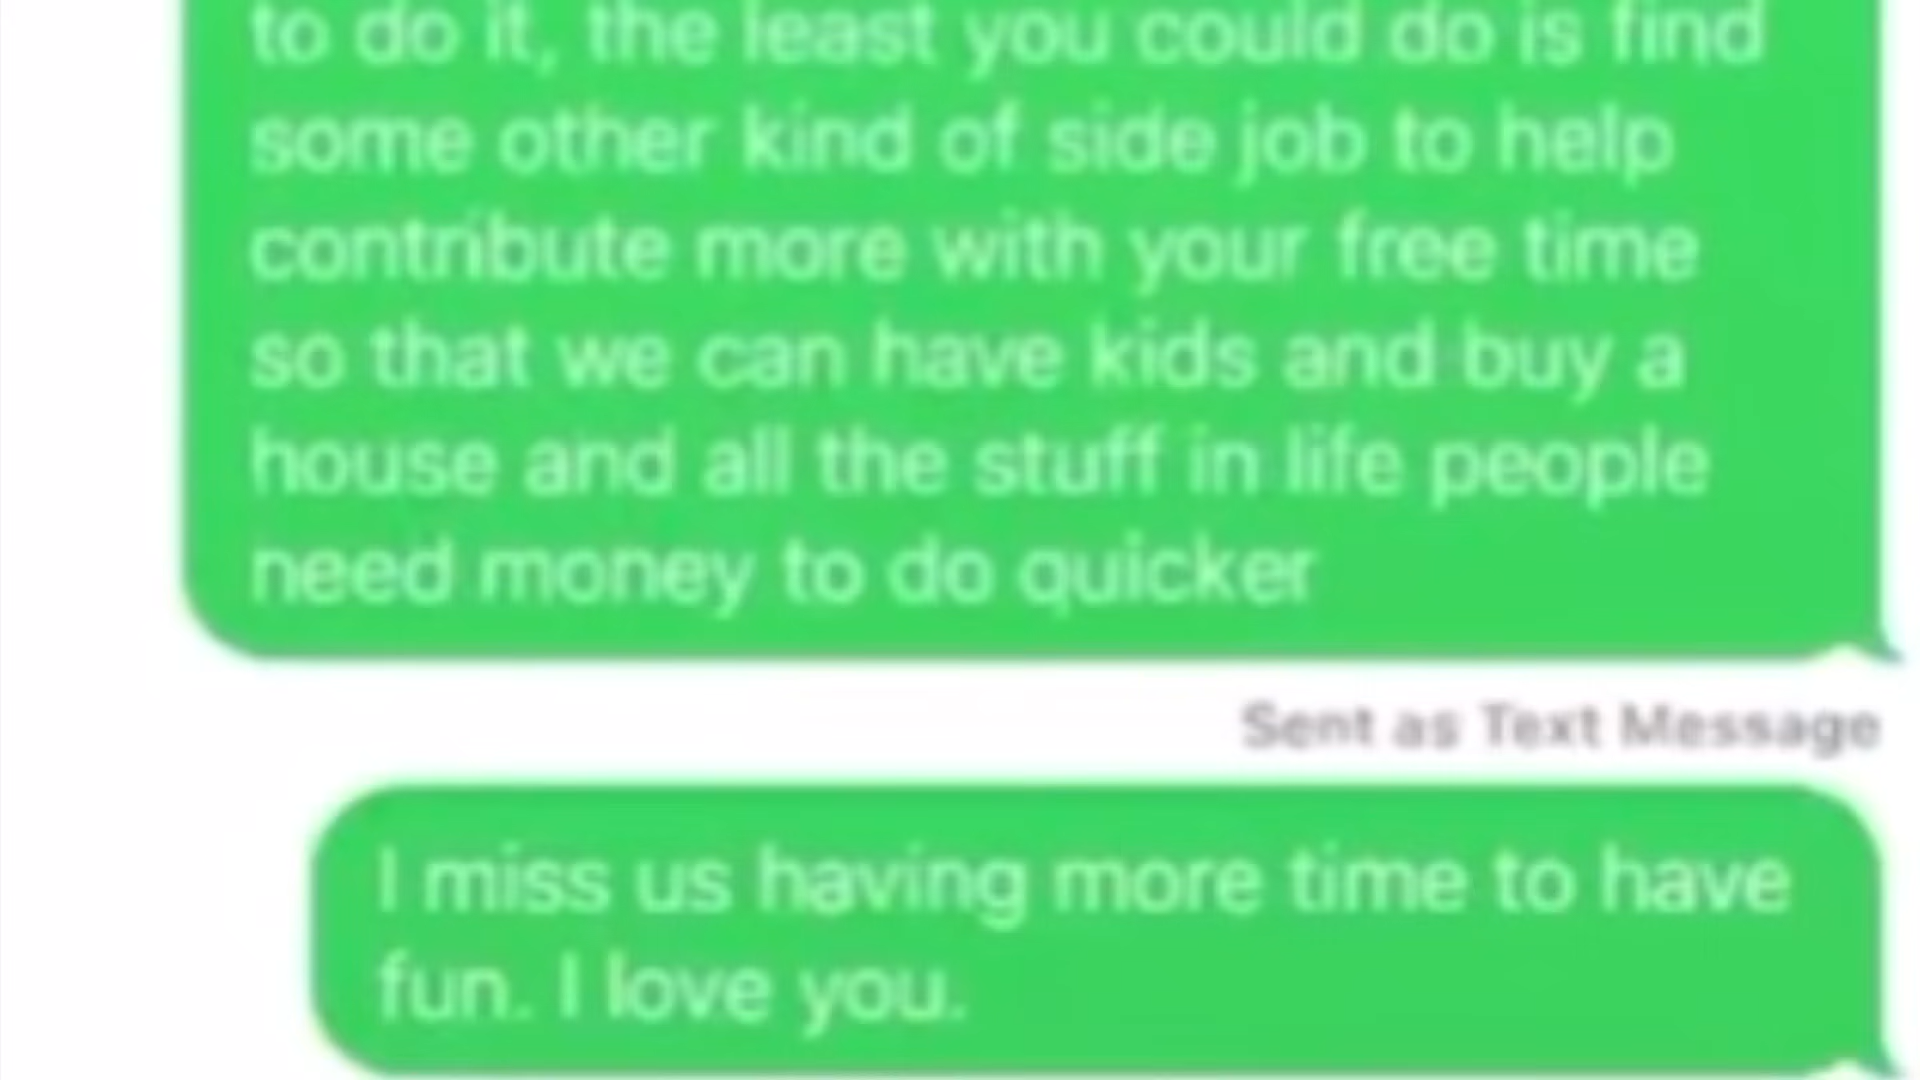 to do it, the least you could do is find
some other kind of side job to help
contribute more with your free time
so that we can have kids and buy a
house and all the stuff in life people
need money to do quicker
Sent as Text Message
I miss us having more time to have
fun. I love you.